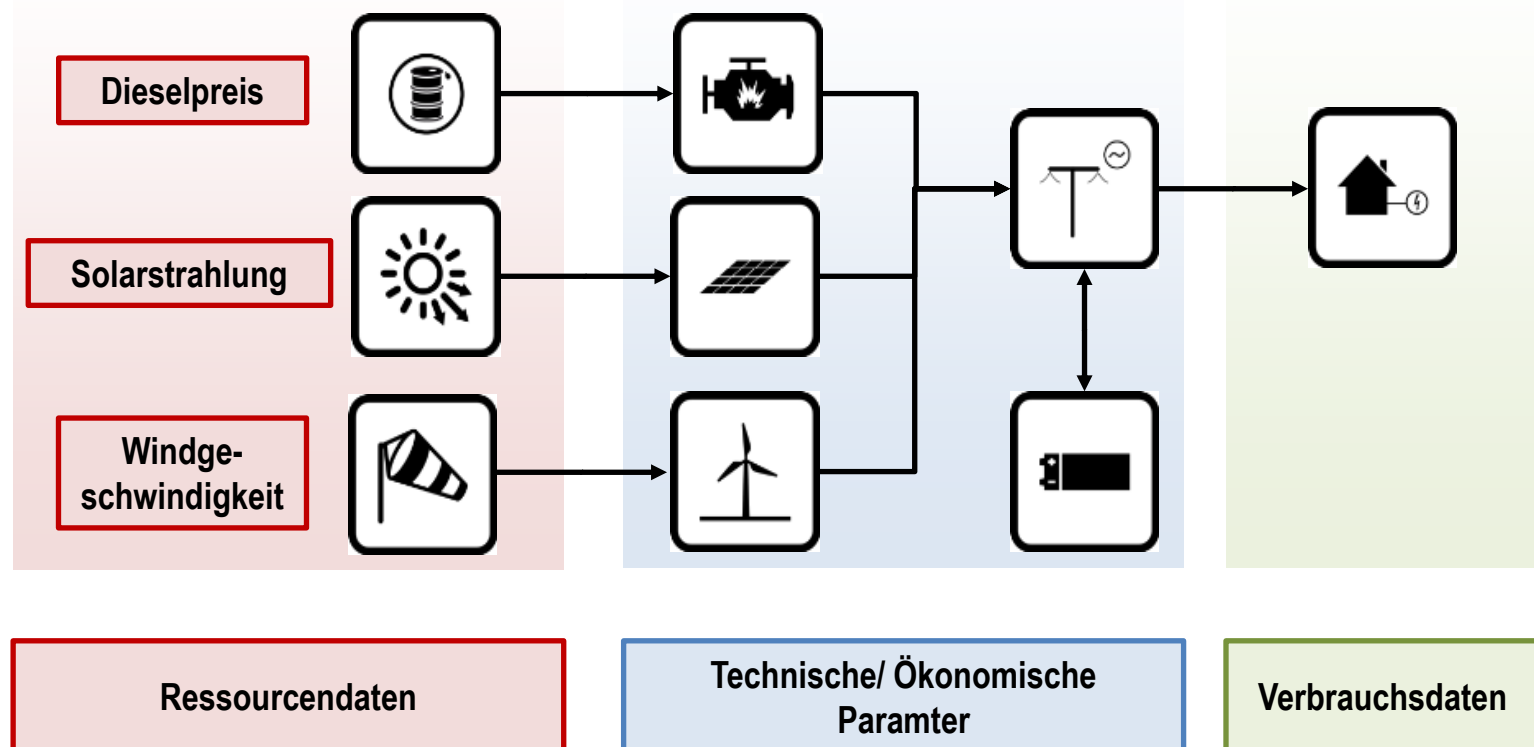 Dieselpreis
Solarstrahlung
Windge-
schwindigkeit
Ressourcendaten
Technische/ Ökonomische
Paramter
Verbrauchsdaten